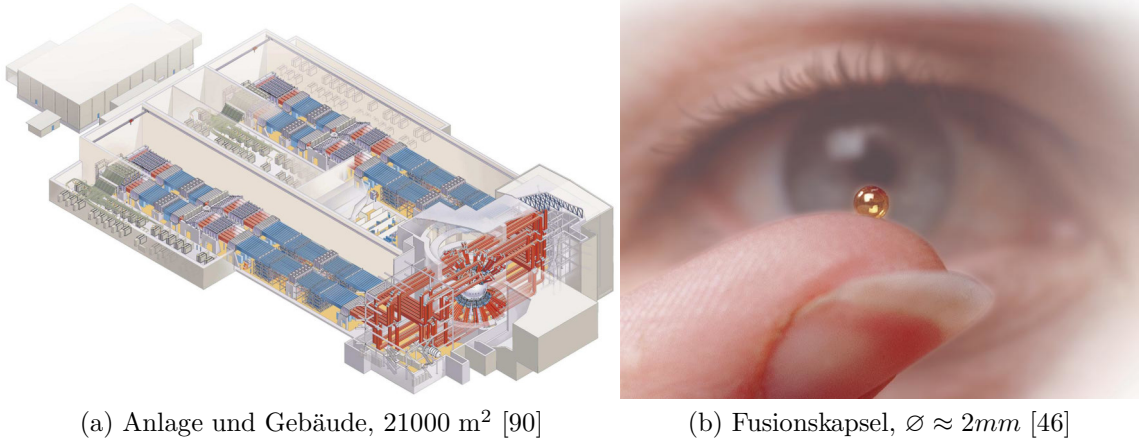 (a) Anlage und Gebäude, 21000 m² [90]
(b) Fusionskapsel, ∅ ≈ 2mm [46]